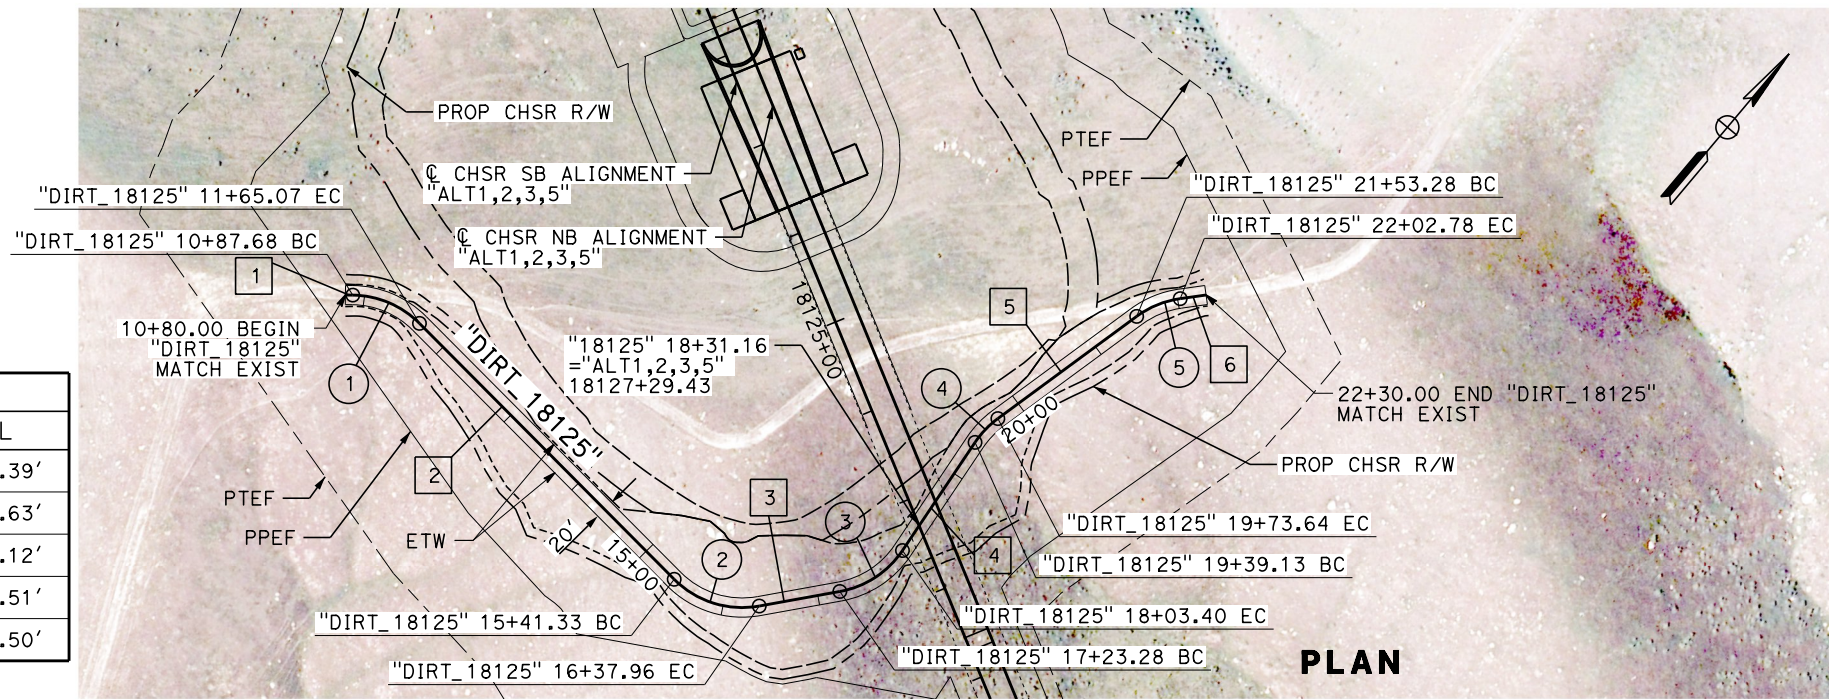 PROP CHSR R/W
℄ CHSR SB ALIGNMENT
"ALT1,2,3,5"
"DIRT_18125" 11+65.07 EC
"DIRT_18125" 10+87.68 BC
℄ CHSR NB ALIGNMENT
"ALT1,2,3,5"
PTEF
PPEF
"DIRT_18125" 21+53.28 BC
"DIRT_18125" 22+02.78 EC
1
10+80.00 BEGIN
"DIRT_18125"
MATCH EXIST
1
"DIRT_18125"
"18125" 18+31.16
="ALT1,2,3,5"
18127+29.43
18125+00
5
4
20+00
5
6
22+30.00 END "DIRT_18125"
MATCH EXIST
PROP CHSR R/W
L
.39'
.63'
.12'
.51'
.50'
2
PTEF
PPEF
ETW
20'
15+00
2
3
3
4
"DIRT_18125" 19+73.64 EC
"DIRT_18125" 19+39.13 BC
"DIRT_18125" 18+03.40 EC
"DIRT_18125" 17+23.28 BC
"DIRT_18125" 15+41.33 BC
"DIRT_18125" 16+37.96 EC
PLAN